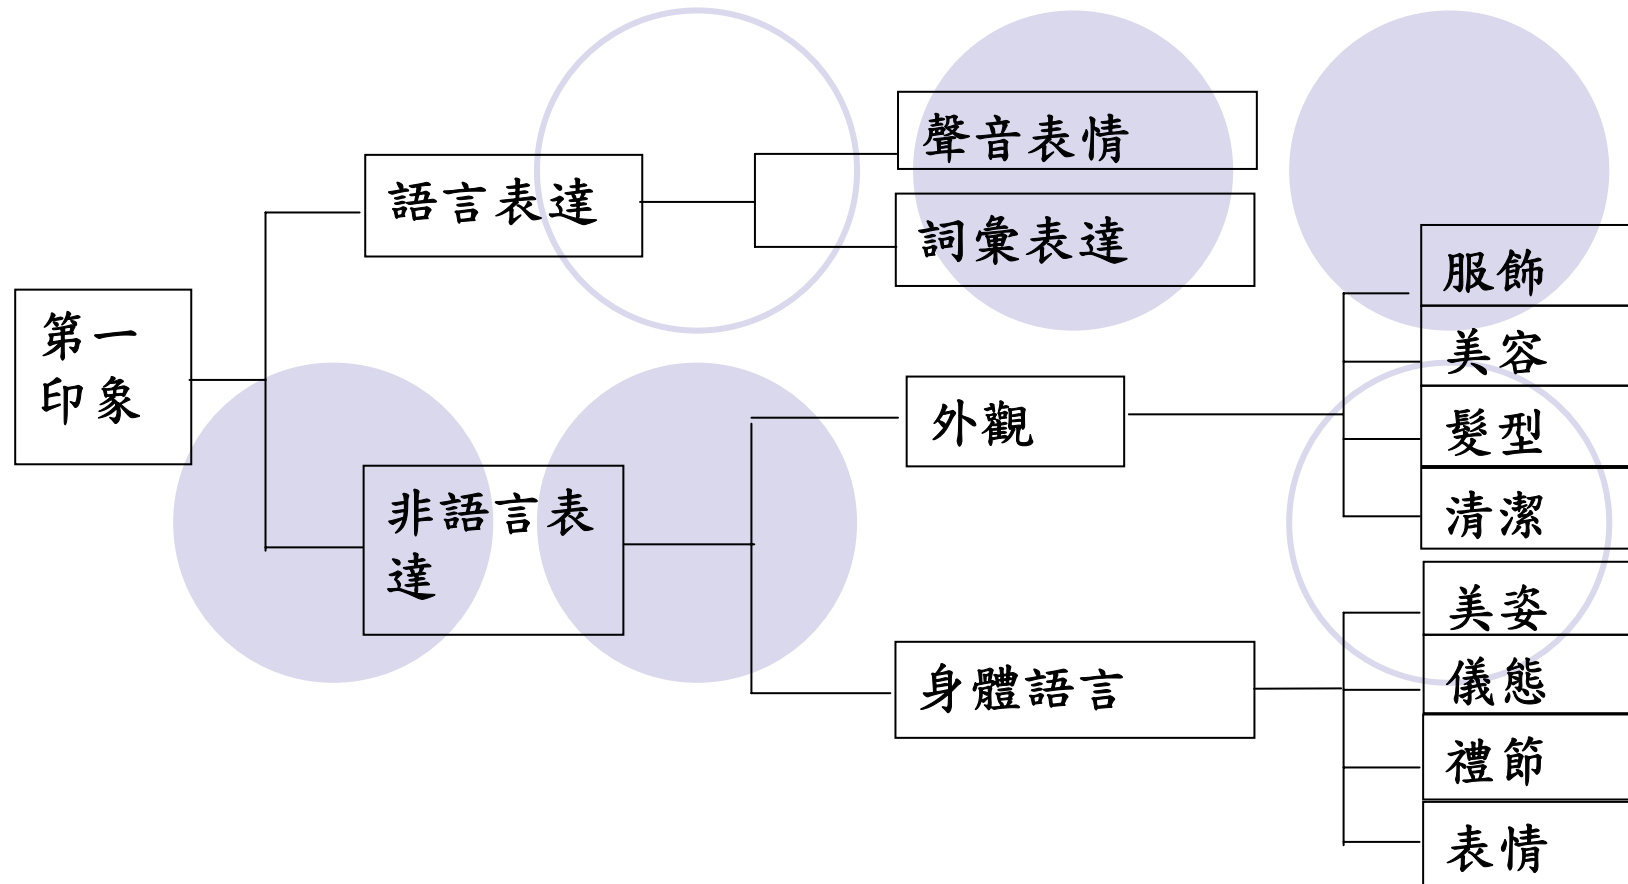 第一
印象
語言表達
聲音表情
詞彙表達
非語言表
達
外觀
服飾
美容
髮型
清潔
身體語言
美姿
儀態
禮節
表情